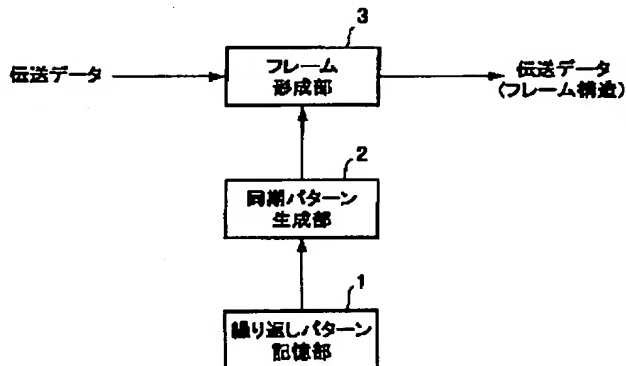 3
伝送データ
フレーム
形成部
伝送データ
(フレーム構造)
2
同期パターン
生成部
1
繰り返しパターン
記憶部